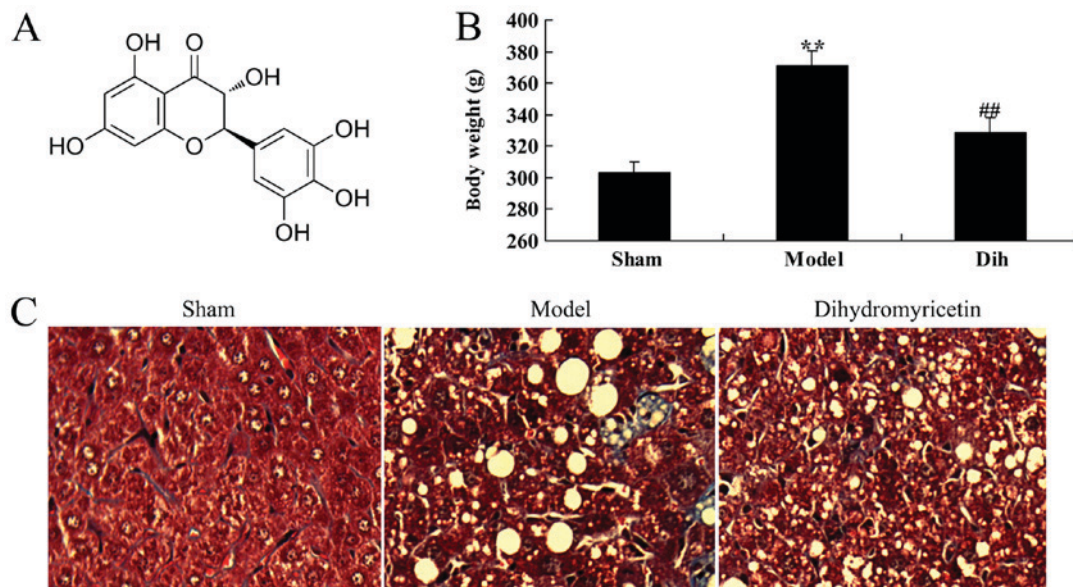 A
OH
O
OH
HO
O
OH
OH
OH
B
Body weight (g)
400
380
360
340
320
300
280
260
**
##
Sham
Model
Dih
C
Sham
Model
Dihydromyricetin